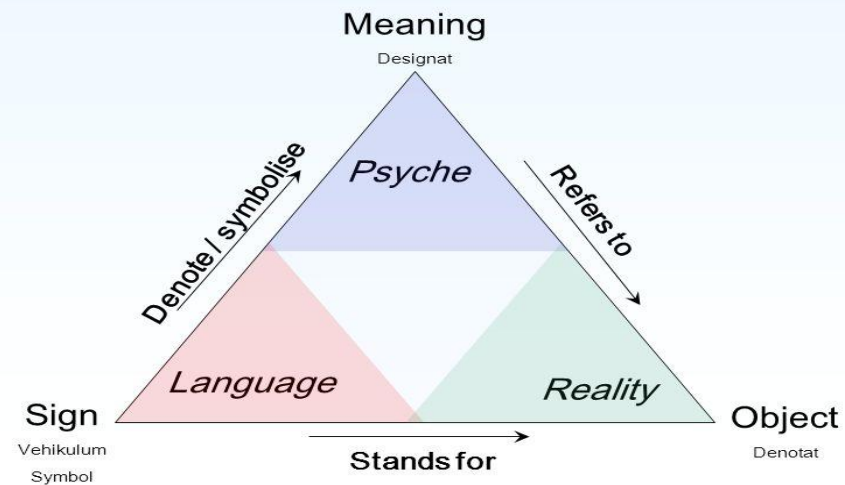 Meaning
Designat
Denote / symbolise
Psyche
Refers to
Language
Reality
Sign
Vehikulum
Symbol
Object
Denotat
Stands for